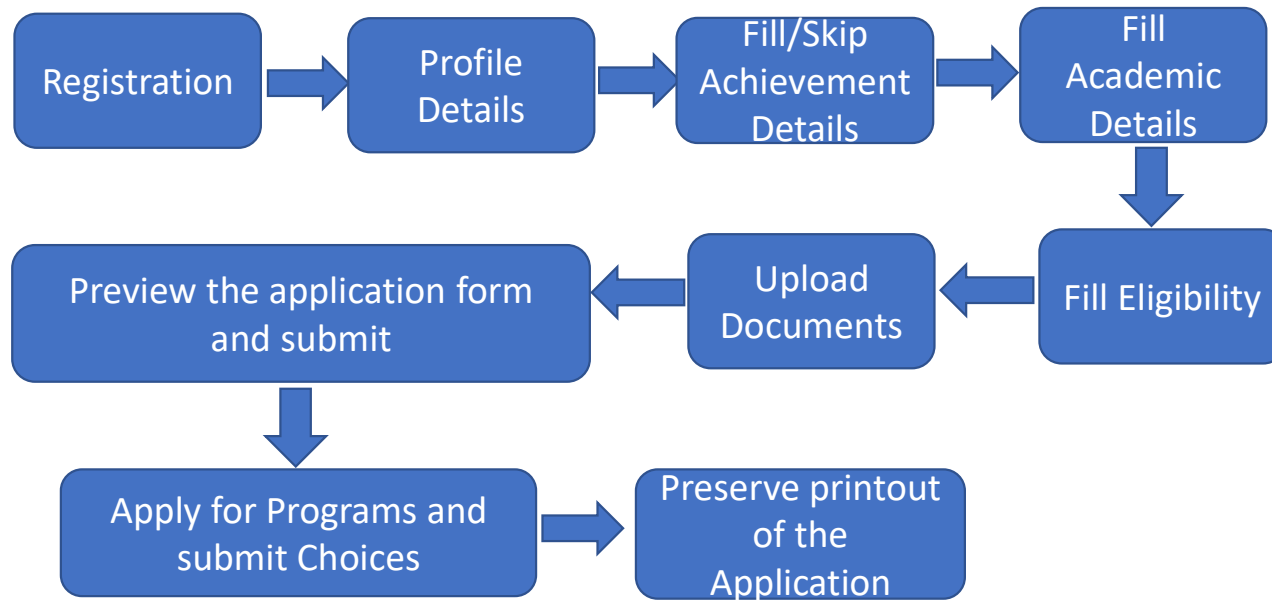 Registration
Profile
Details
Fill/Skip
Achievement
Details
Fill
Academic
Details
Fill Eligibility
Upload
Documents
Preview the application form
and submit
Apply for Programs and
submit Choices
Preserve printout
of the
Application